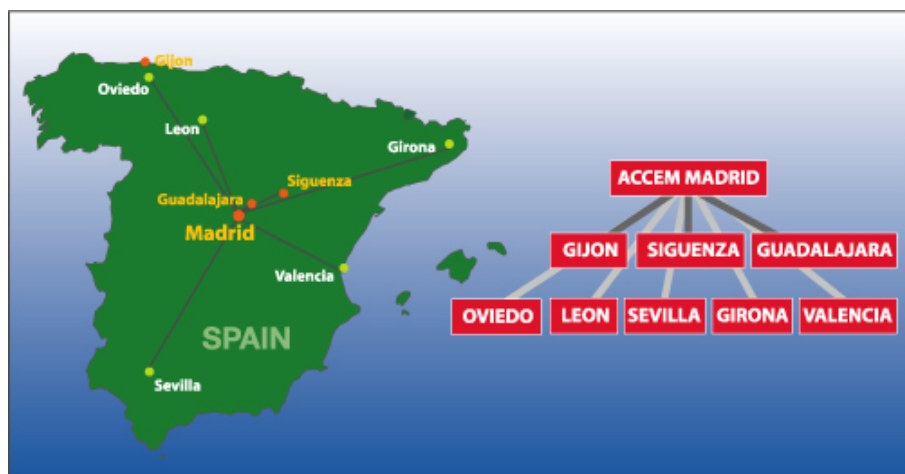 Gijon
Oviedo
Leon
Girona
Siguenza
Guadalajara
Madrid
Valencia
SPAIN
Sevilla
ACCEM MADRID
GIJON
SIGUENZA
GUADALAJARA
OVIEDO
LEON
SEVILLA
GIRONA
VALENCIA